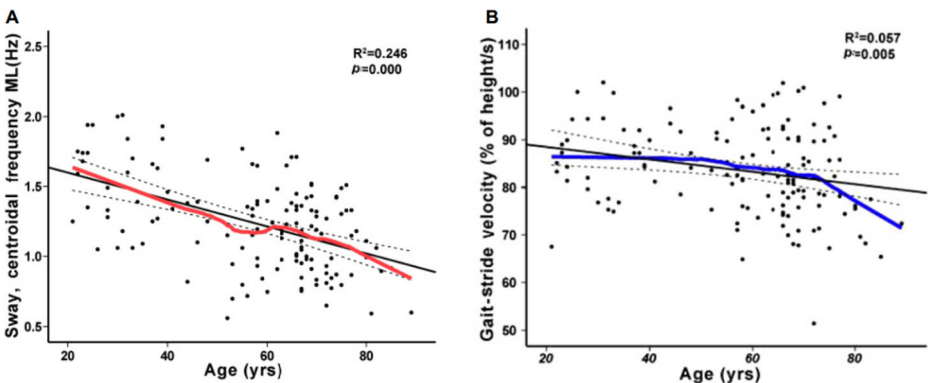 A
Sway, centroidal frequency ML(Hz)
2.5
2.0
1.5
1.0
0.5
R²=0.246
p=0.000
20 40 60 80
Age (yrs)
B
Gait-stride velocity (% of height/s)
110
100
90
80
70
60
50
R²=0.057
p=0.005
20 40 60 80
Age (yrs)